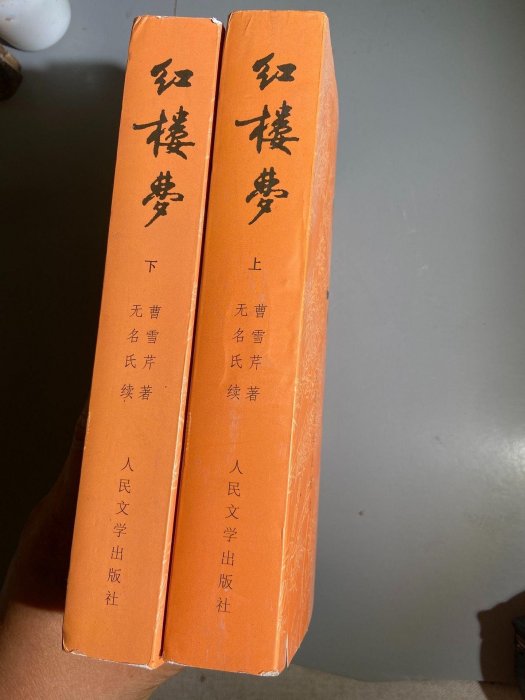 红楼梦
上
曹雪芹 著
无名氏 续
人民文学出版社
红楼梦
下
曹雪芹 著
无名氏 续
人民文学出版社